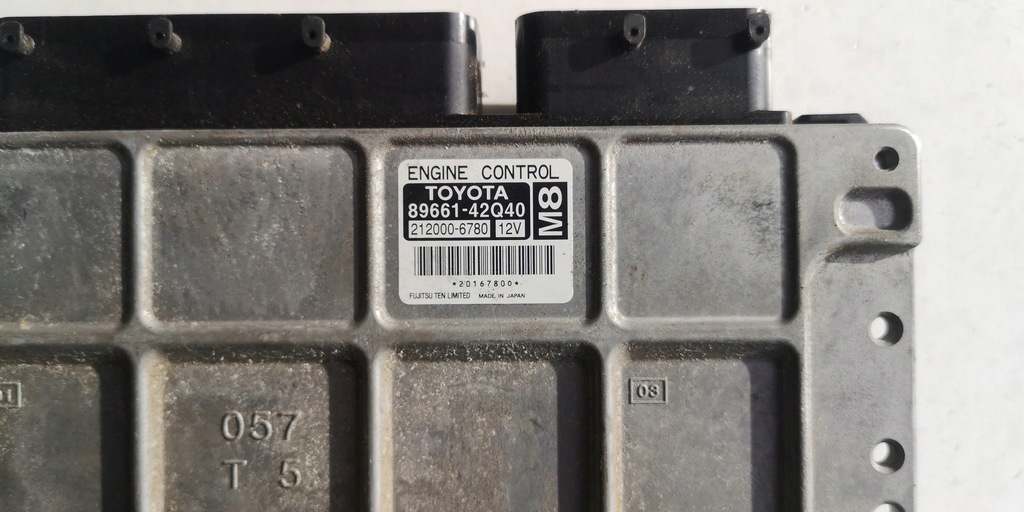 ENGINE CONTROL
TOYOTA
89661-42Q40
212000-6780 12V
M8
*20167800*
FUJITSU TEN LIMITED MADE IN JAPAN
03
057
T 5